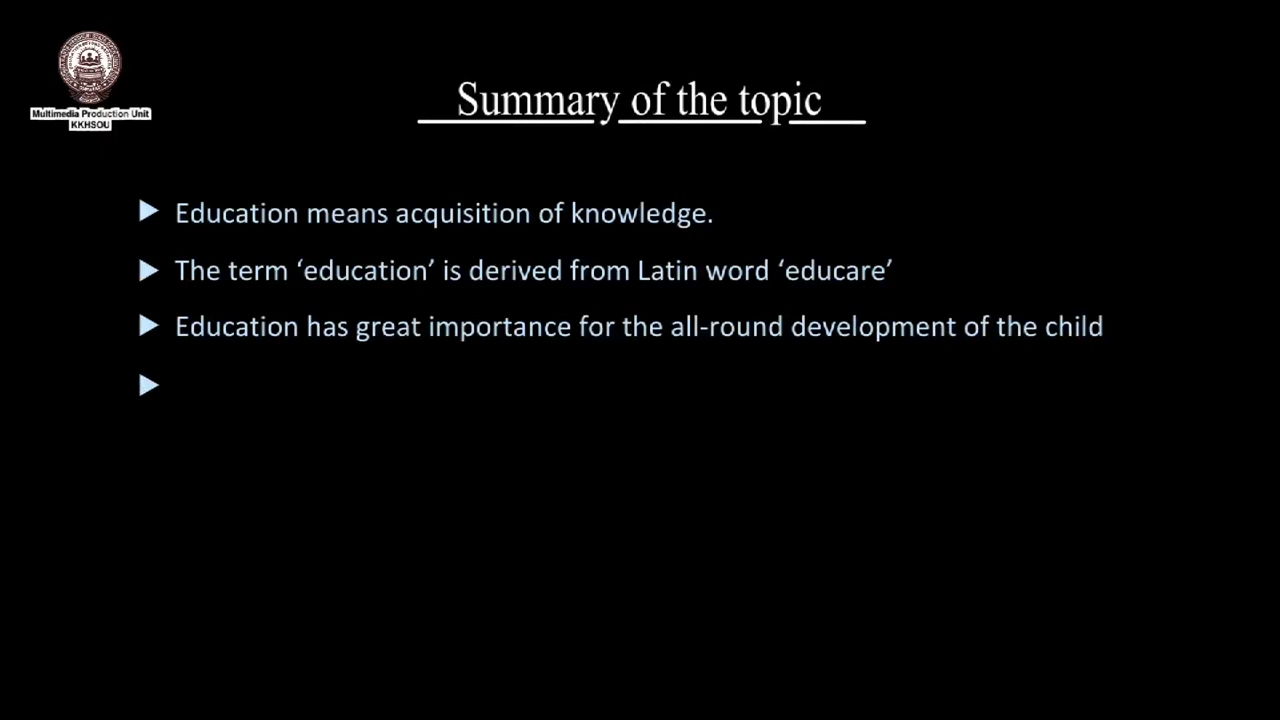 Multimedia Production Unit
KKHSOU
Summary of the topic
Education means acquisition of knowledge.
The term ‘education’ is derived from Latin word ‘educare’
Education has great importance for the all-round development of the child